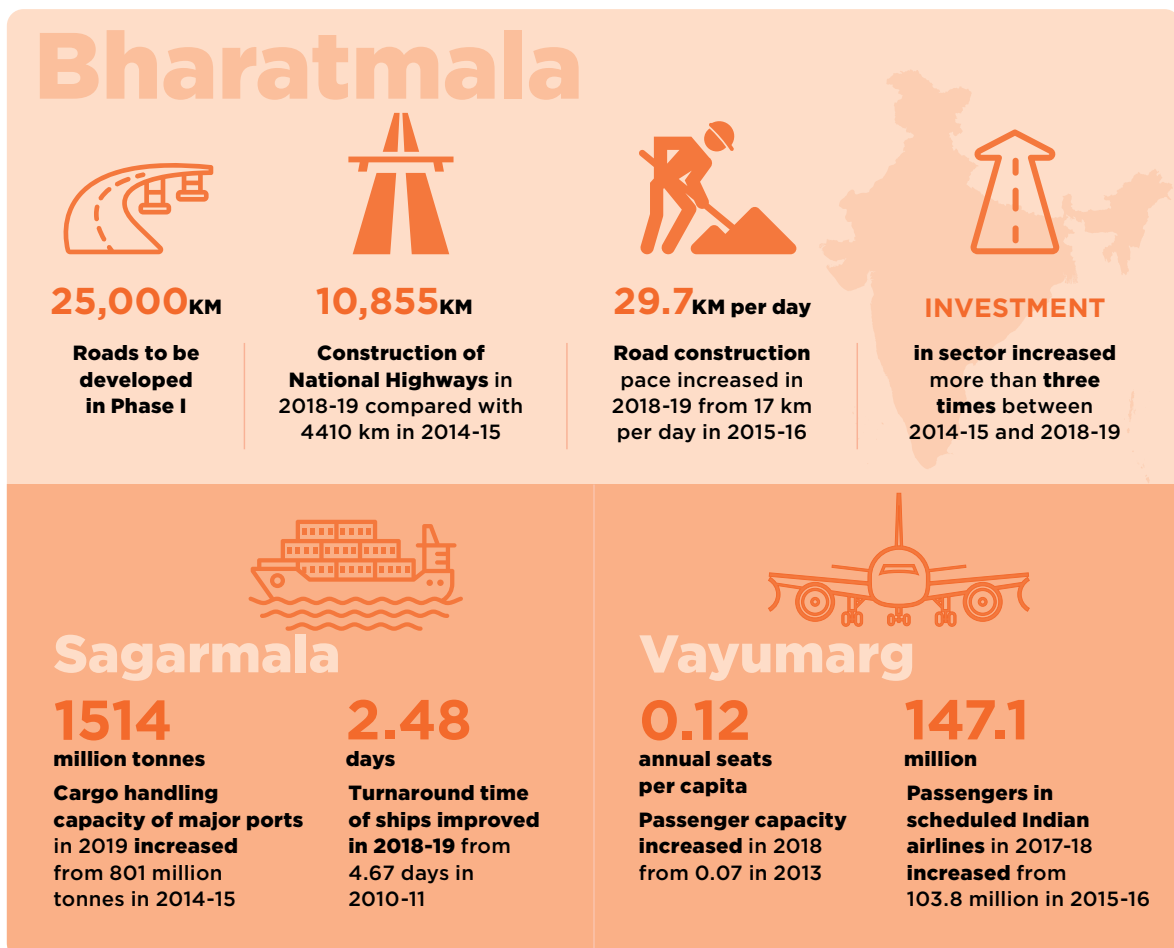 Bharatmala
25,000KM
Roads to be
developed
in Phase I
10,855KM
Construction of
National Highways in
2018-19 compared with
4410 km in 2014-15
29.7KM per day
Road construction
pace increased in
2018-19 from 17 km
per day in 2015-16
INVESTMENT
in sector increased
more than three
times between
2014-15 and 2018-19
Sagarmala
1514
million tonnes
Cargo handling
capacity of major ports
in 2019 increased
from 801 million
tonnes in 2014-15
2.48
days
Turnaround time
of ships improved
in 2018-19 from
4.67 days in
2010-11
Vayumarg
0.12
annual seats
per capita
Passenger capacity
increased in 2018
from 0.07 in 2013
147.1
million
Passengers in
scheduled Indian
airlines in 2017-18
increased from
103.8 million in 2015-16